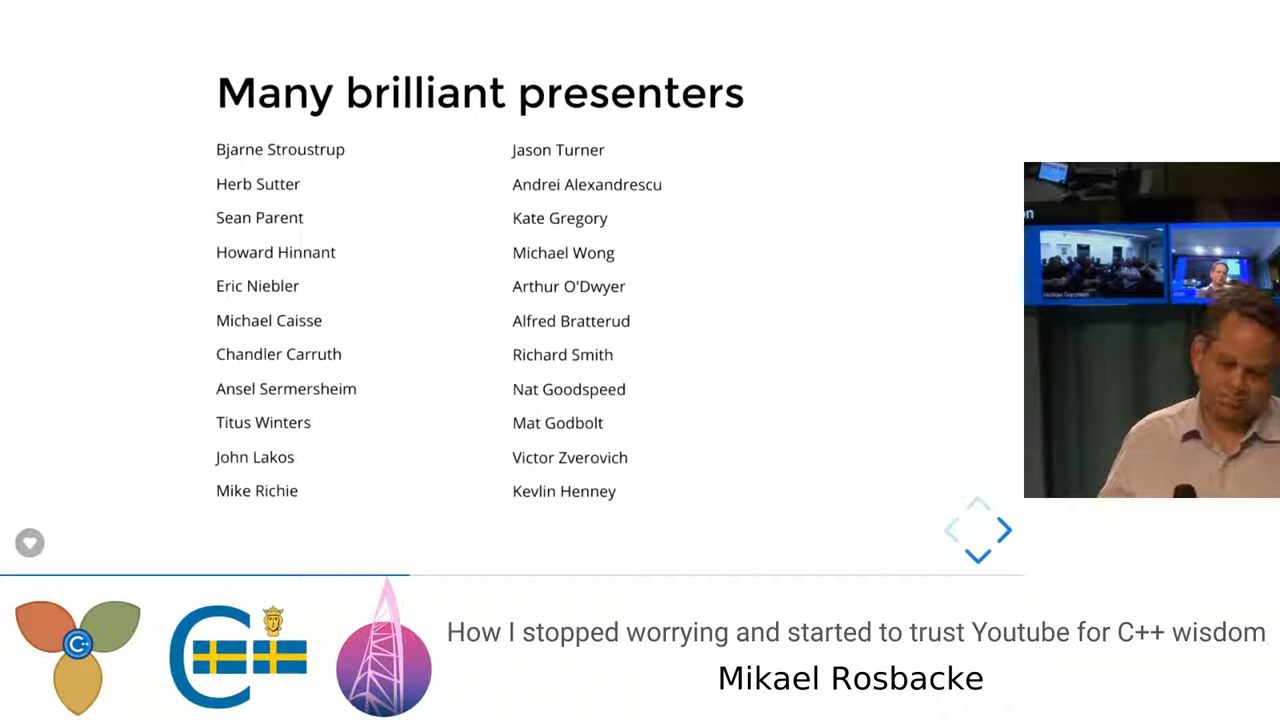 Many brilliant presenters
Bjarne Stroustrup
Herb Sutter
Sean Parent
Howard Hinnant
Eric Niebler
Michael Caisse
Chandler Carruth
Ansel Sermersheim
Titus Winters
John Lakos
Mike Richie
Jason Turner
Andrei Alexandrescu
Kate Gregory
Michael Wong
Arthur O'Dwyer
Alfred Bratterud
Richard Smith
Nat Goodspeed
Mat Godbolt
Victor Zverovich
Kevlin Henney
on
C++
C
How I stopped worrying and started to trust Youtube for C++ wisdom
Mikael Rosbacke